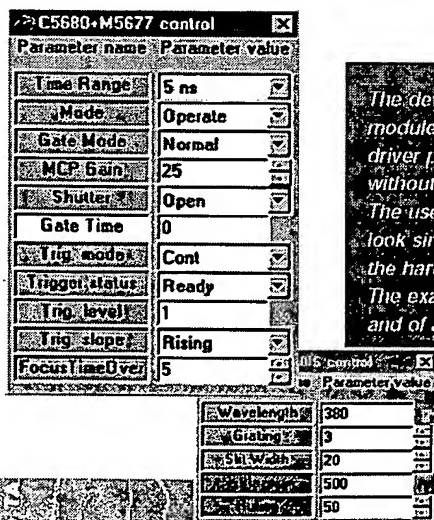 C5680+M5677 control
Parameter name Parameter value
Time Range 5 ns
Mode Operate
Gate Mode Normal
MCP Gain 25
Shutter Open
Gate Time 0
Trig. mode Cont
Trigger status Ready
Trig. level 1
Trig. slope Rising
FocusTimeOver 5
The
module
driver
without
The use
look
the
The exa
and of
control
Parameter value
Wavelength 380
Grating 3
Slit Width 20
500
Ruling 50